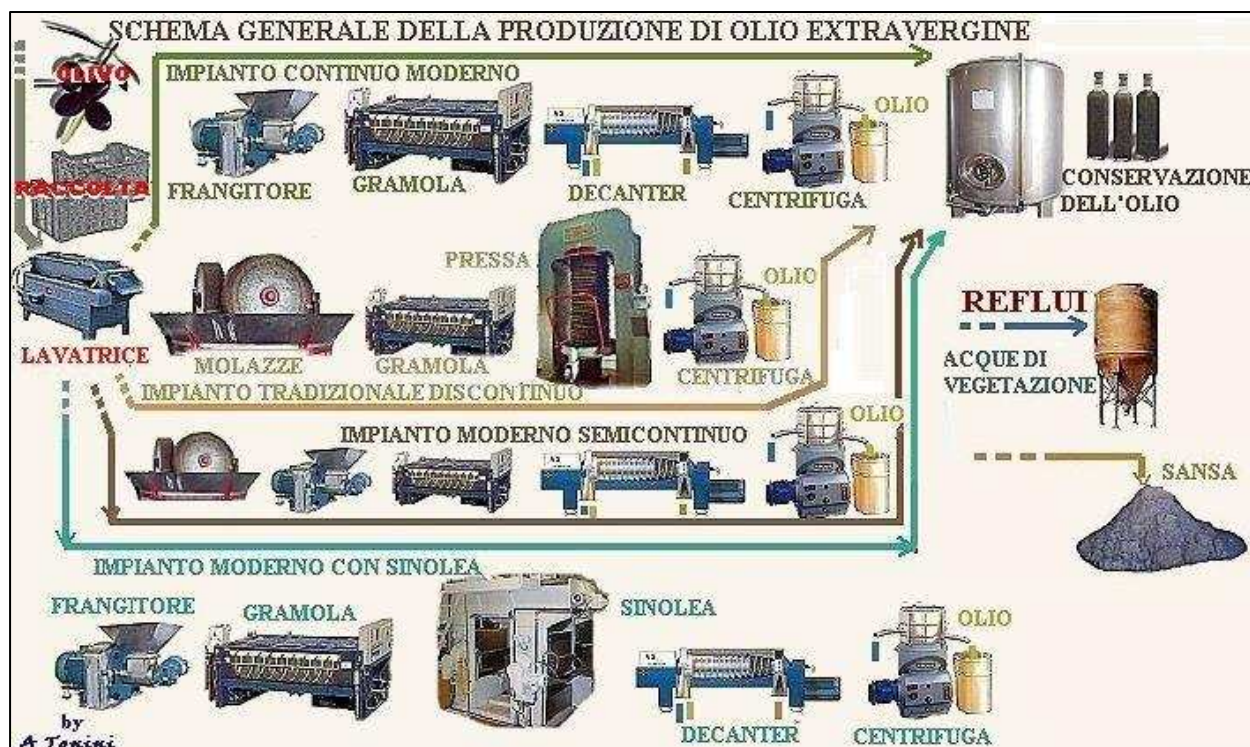 SCHEMA GENERALE DELLA PRODUZIONE DI OLIO EXTRAVERGINE
OLIVO
RACCOLTA
LAVATRICE
IMPIANTO CONTINUO MODERNO
FRANGITORE
GRAMOLA
DECANTER
CENTRIFUGA
OLIO
CONSERVAZIONE
DELL'OLIO
MOLAZZE
GRAMOLA
PRESSA
CENTRIFUGA
OLIO
IMPIANTO TRADIZIONALE DISCONTINUO
REFLUI
ACQUE DI
VEGETAZIONE
SANSA
IMPIANTO MODERNO SEMICONTINUO
OLIO
IMPIANTO MODERNO CON SINOLEA
FRANGITORE
GRAMOLA
SINOLEA
DECANTER
CENTRIFUGA
OLIO
by
A Tonini